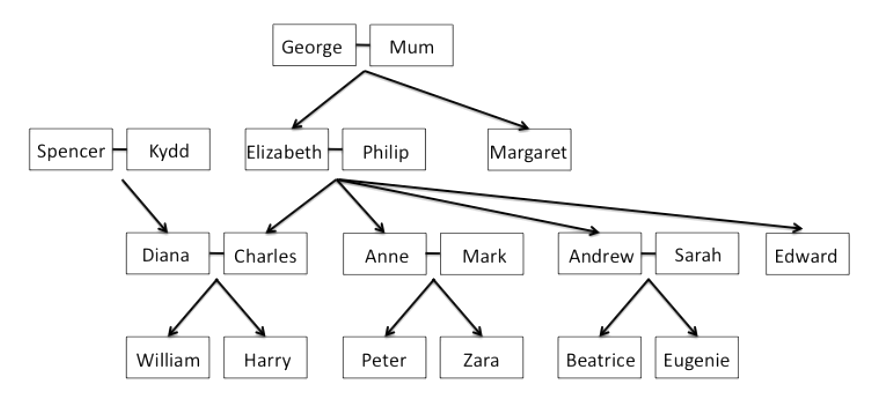 George Mum
Spencer Kydd Elizabeth Philip Margaret
Diana Charles Anne Mark Andrew Sarah Edward
William Harry Peter Zara Beatrice Eugenie